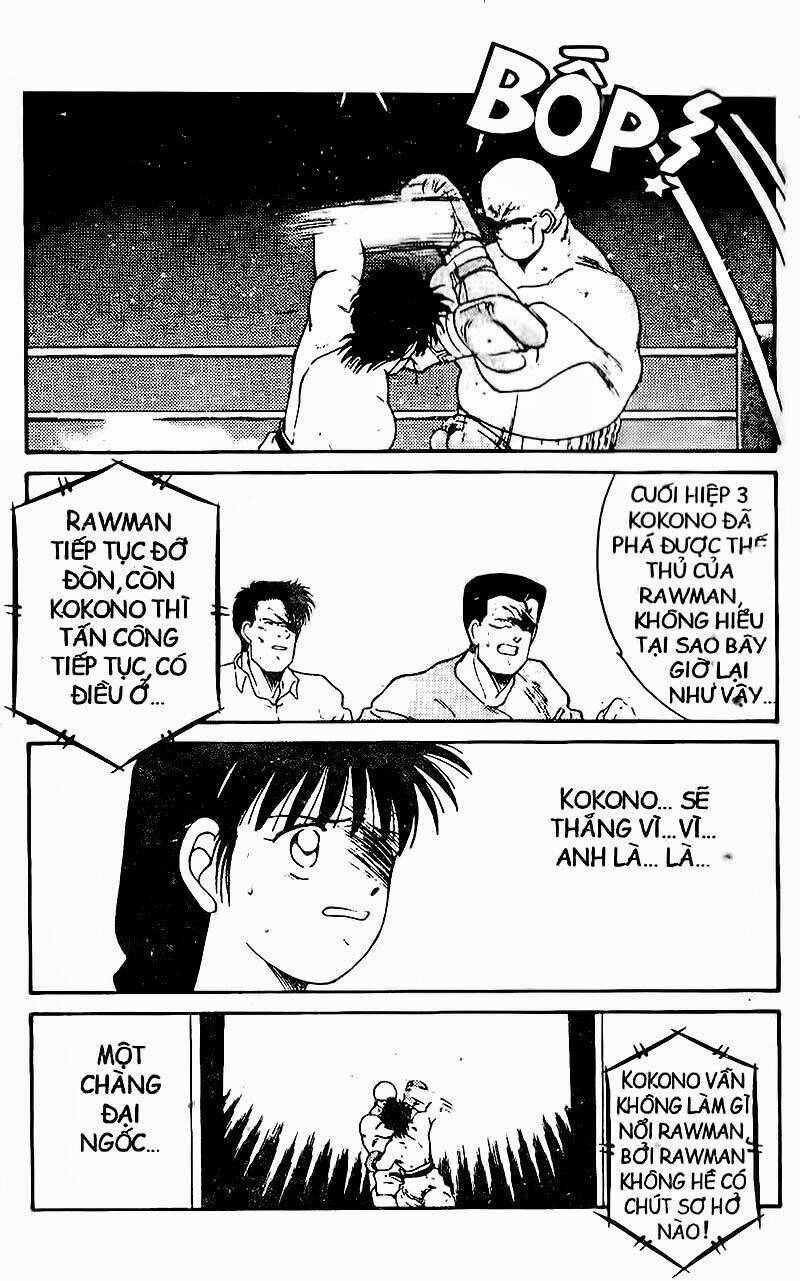 BỐP!
CUỐI HIỆP 3
KOKONO ĐÃ
PHÁ ĐƯỢC THẾ
THỦ CỦA
RAWMAN,
KHÔNG HIỂU
TẠI SAO BÂY
GIỜ LẠI
NHƯ VẬY...
RAWMAN
TIẾP TỤC ĐỠ
ĐÒN, CÒN
KOKONO THÌ
TẤN CÔNG
TIẾP TỤC, CÓ
ĐIỀU Ở...
KOKONO... SẼ
THẮNG VÌ...VÌ...
ANH LÀ... LÀ...
MỘT
CHÀNG
ĐẠI
NGỐC...
KOKONO VẪN
KHÔNG LÀM GÌ
NỔI RAWMAN,
BỞI RAWMAN
KHÔNG HỀ CÓ
CHÚT SƠ HỞ
NÀO!